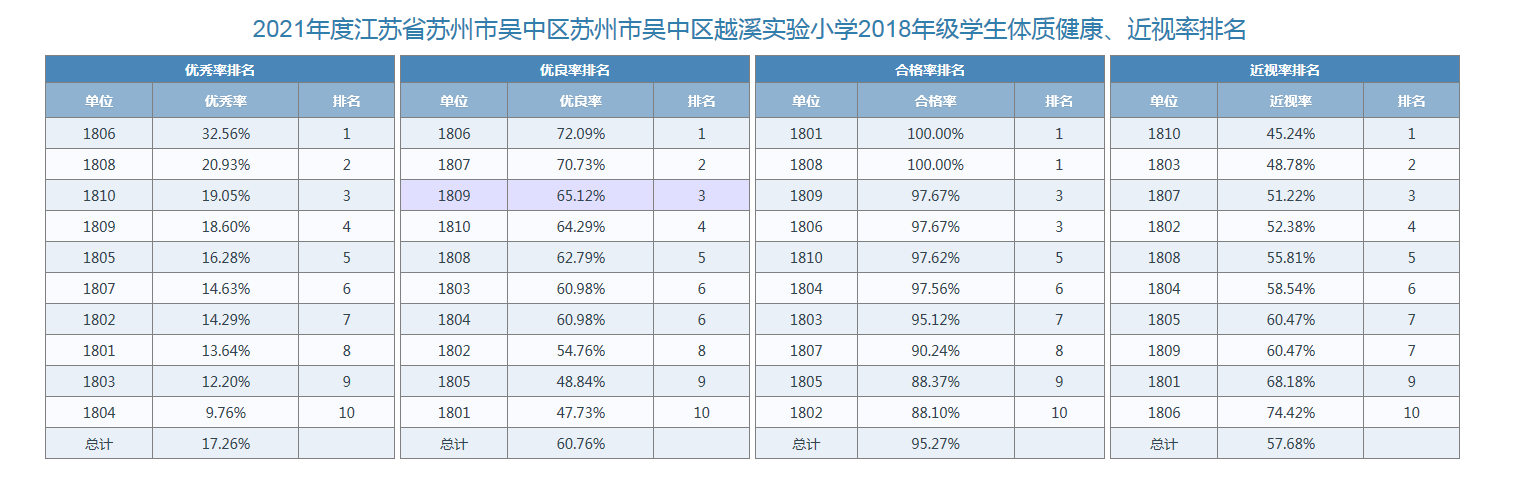 2021年度江苏省苏州市吴中区苏州市吴中区越溪实验小学2018年级学生体质健康、近视率排名
优秀率排名 优良率排名 合格率排名 近视率排名
单位 优秀率 排名 单位 优良率 排名 单位 合格率 排名 单位 近视率 排名
1806 32.56% 1 1806 72.09% 1 1801 100.00% 1 1810 45.24% 1
1808 20.93% 2 1807 70.73% 2 1808 100.00% 1 1803 48.78% 2
1810 19.05% 3 1809 65.12% 3 1809 97.67% 3 1807 51.22% 3
1809 18.60% 4 1810 64.29% 4 1806 97.67% 3 1802 52.38% 4
1805 16.28% 5 1808 62.79% 5 1810 97.62% 5 1808 55.81% 5
1807 14.63% 6 1803 60.98% 6 1804 97.56% 6 1804 58.54% 6
1802 14.29% 7 1804 60.98% 6 1803 95.12% 7 1805 60.47% 7
1801 13.64% 8 1802 54.76% 8 1807 90.24% 8 1809 60.47% 7
1803 12.20% 9 1805 48.84% 9 1805 88.37% 9 1801 68.18% 9
1804 9.76% 10 1801 47.73% 10 1802 88.10% 10 1806 74.42% 10
总计 17.26% 总计 60.76% 总计 95.27% 总计 57.68%